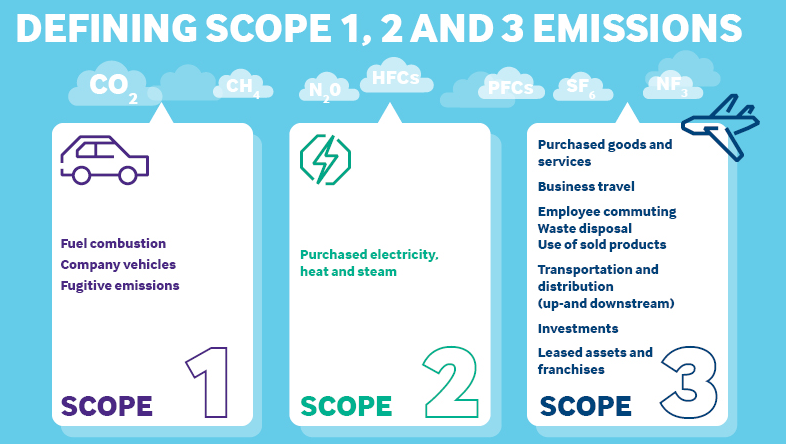 DEFINING SCOPE 1, 2 AND 3 EMISSIONS
CO2
CH4
N2O
HFCs
PFCs
SF6
NF3
Fuel combustion
Company vehicles
Fugitive emissions
SCOPE 1
Purchased electricity,
heat and steam
SCOPE 2
Purchased goods and
services
Business travel
Employee commuting
Waste disposal
Use of sold products
Transportation and
distribution
(up-and downstream)
Investments
Leased assets and
franchises
SCOPE 3